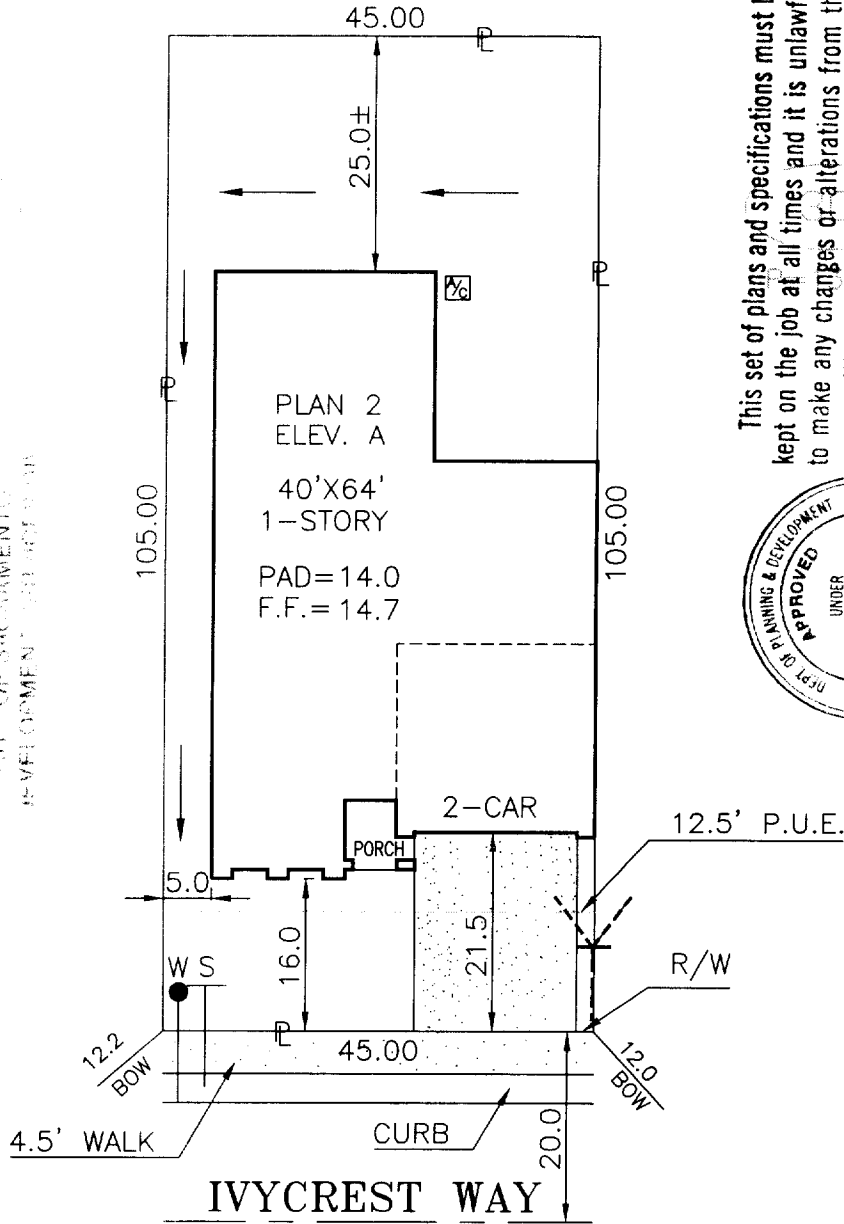 45.00
PL
25.0±
A/C
PL
PL
PLAN 2
ELEV. A
40'X64'
1-STORY
PAD=14.0
F.F.= 14.7
105.00
105.00
2-CAR
PORCH
12.5' P.U.E.
5.0
16.0
21.5
W S
R/W
PL
45.00
12.2
BOW
12.0
BOW
4.5' WALK
CURB
20.0
IVYCREST WAY
This set of plans and specifications must
kept on the job at all times and it is unlawf
to make any changes or alterations from th
DEPT OF PLANNING & DEVELOPMENT
APPROVED
UNDER